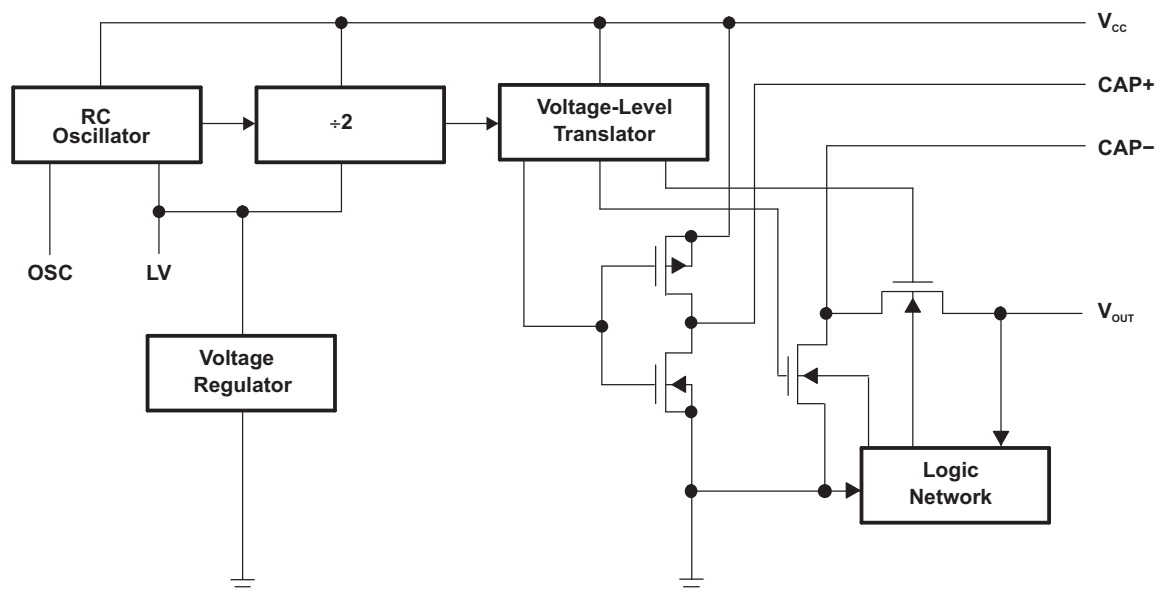 V_CC
CAP+
RC
Oscillator
÷2
Voltage-Level
Translator
CAP−
OSC
LV
V_OUT
Voltage
Regulator
Logic
Network